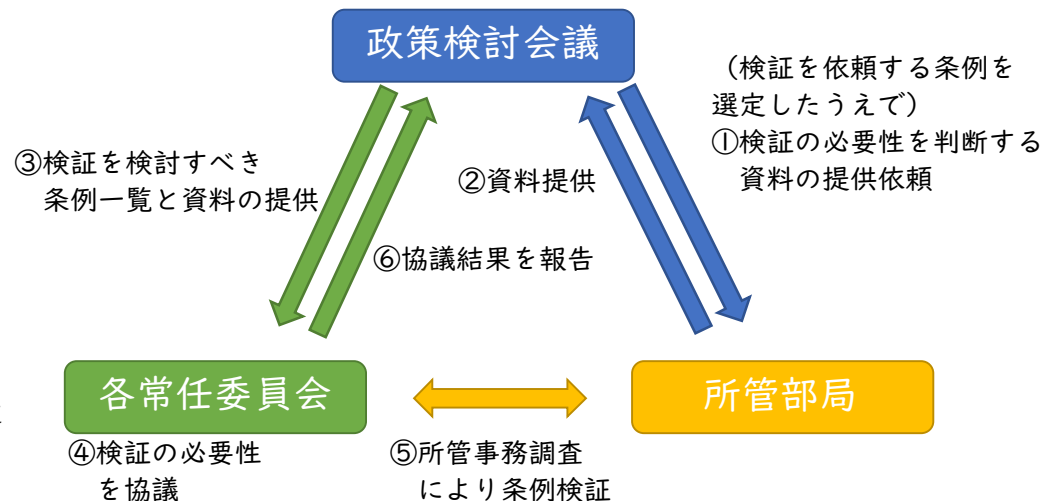 政策検討会議
（検証を依頼する条例を
選定したうえで）
①検証の必要性を判断する
資料の提供依頼
③検証を検討すべき
条例一覧と資料の提供
②資料提供
⑥協議結果を報告
各常任委員会
所管部局
④検証の必要性
を協議
⑤所管事務調査
により条例検証